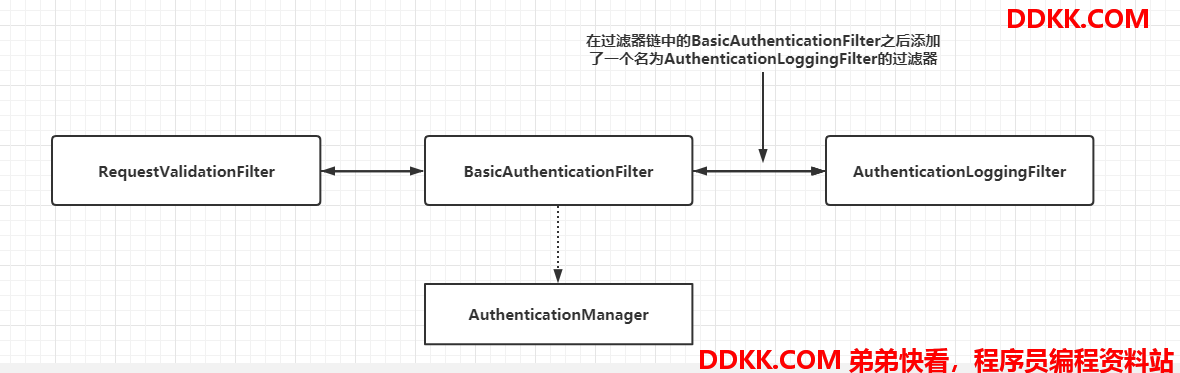 DDKK.COM
在过滤器链中的BasicAuthenticationFilter之后添加
了一个名为AuthenticationLoggingFilter的过滤器
RequestValidationFilter
BasicAuthenticationFilter
AuthenticationLoggingFilter
AuthenticationManager
DDKK.COM 弟弟快看，程序员编程资料站